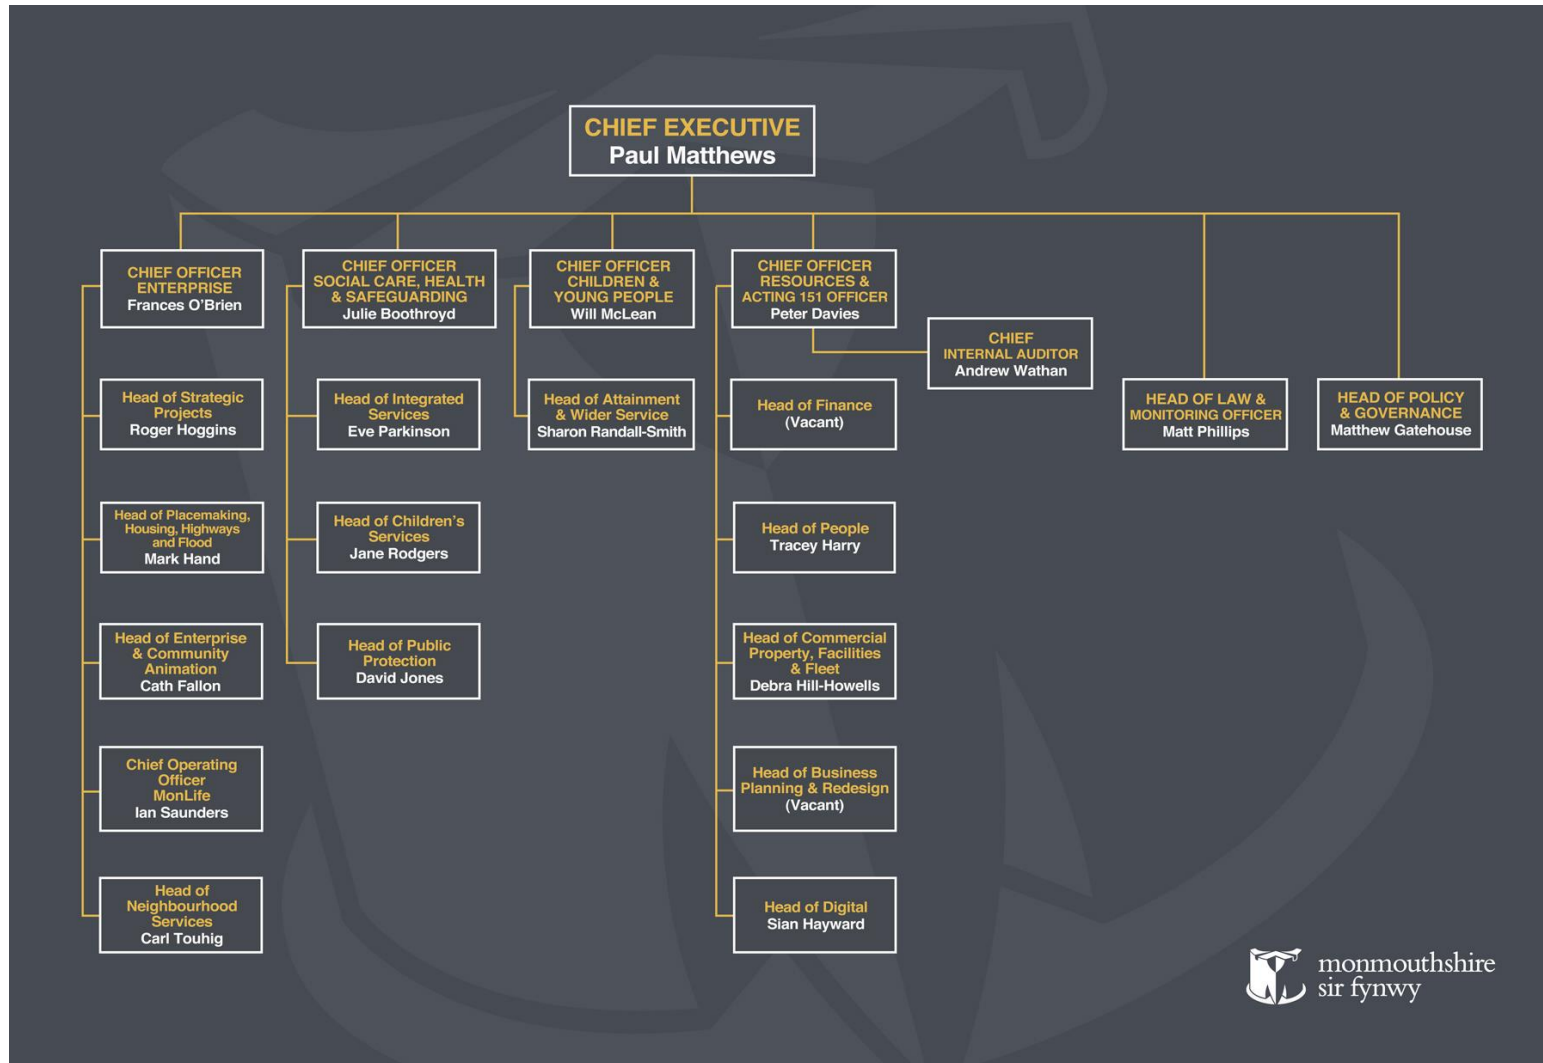 CHIEF EXECUTIVE
Paul Matthews
CHIEF OFFICER
ENTERPRISE
Frances O'Brien
CHIEF OFFICER
SOCIAL CARE, HEALTH
& SAFEGUARDING
Julie Boothroyd
CHIEF OFFICER
CHILDREN &
YOUNG PEOPLE
Will McLean
CHIEF OFFICER
RESOURCES &
ACTING 151 OFFICER
Peter Davies
CHIEF
INTERNAL AUDITOR
Andrew Wathan
HEAD OF LAW &
MONITORING OFFICER
Matt Phillips
HEAD OF POLICY
& GOVERNANCE
Matthew Gatehouse
Head of Strategic
Projects
Roger Hoggins
Head of Integrated
Services
Eve Parkinson
Head of Attainment
& Wider Service
Sharon Randall-Smith
Head of Finance
(Vacant)
Head of Placemaking,
Housing, Highways
and Flood
Mark Hand
Head of Children's
Services
Jane Rodgers
Head of People
Tracey Harry
Head of Enterprise
& Community
Animation
Cath Fallon
Head of Public
Protection
David Jones
Head of Commercial
Property, Facilities
& Fleet
Debra Hill-Howells
Chief Operating
Officer
MonLife
Ian Saunders
Head of Business
Planning & Redesign
(Vacant)
Head of
Neighbourhood
Services
Carl Touhig
Head of Digital
Sian Hayward
monmouthshire
sir fynwy